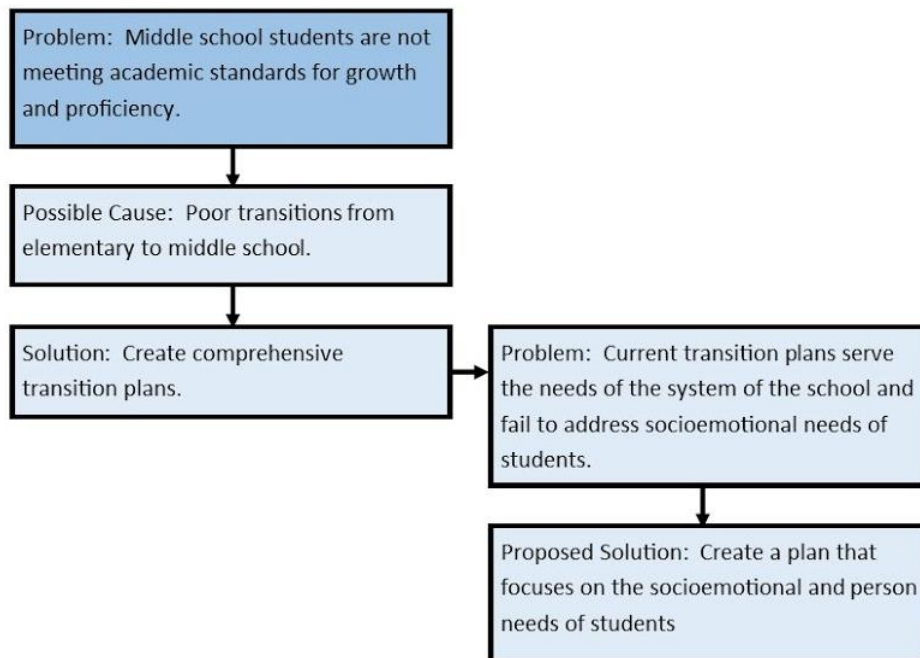 Problem:  Middle school students are not
meeting academic standards for growth
and proficiency.
Possible Cause:  Poor transitions from
elementary to middle school.
Solution:  Create comprehensive
transition plans.
Problem:  Current transition plans serve
the needs of the system of the school and
fail to address socioemotional needs of
students.
Proposed Solution:  Create a plan that
focuses on the socioemotional and person
needs of students